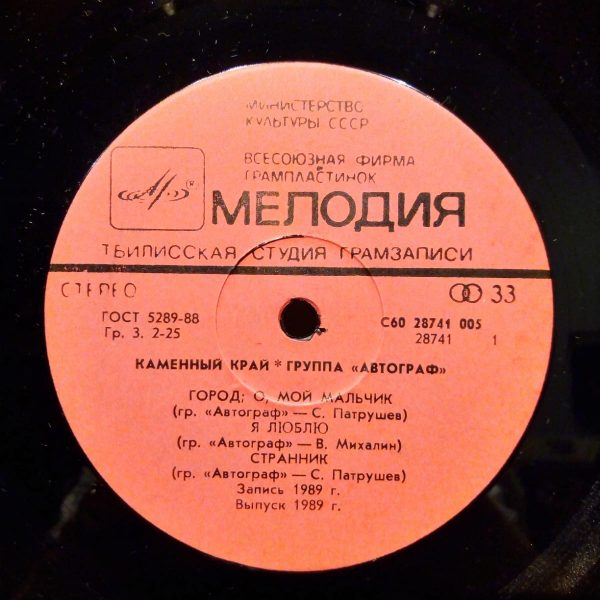 МИНИСТЕРСТВО
КУЛЬТУРЫ СССР
ВСЕСОЮЗНАЯ ФИРМА
ГРАМПЛАСТИНОК
МЕЛОДИЯ
ТБИЛИССКАЯ СТУДИЯ ГРАМЗАПИСИ
СТЕРЕО 33
ГОСТ 5289-88 С60 28741 005
Гр. 3. 2-25 28741 1
КАМЕННЫЙ КРАЙ * ГРУППА «АВТОГРАФ»
ГОРОД; О, МОЙ МАЛЬЧИК
(гр. «Автограф» — С. Патрушев)
Я ЛЮБЛЮ
(гр. «Автограф» — В. Михалин)
СТРАННИК
(гр. «Автограф» — С. Патрушев)
Запись 1989 г.
Выпуск 1989 г.